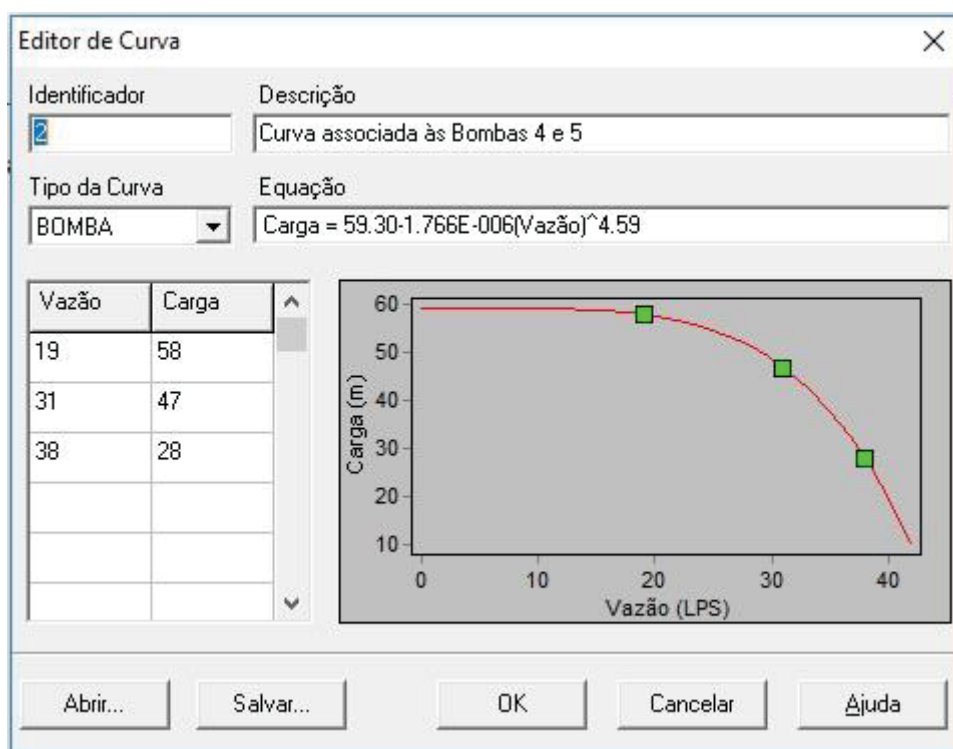 Editor de Curva
Identificador
Descrição
2
Curva associada às Bombas 4 e 5
Tipo da Curva
Equação
BOMBA
Carga = 59.30-1.766E-006(Vazão)^4.59
Vazão Carga
19 58
31 47
38 28
60
50
40
30
20
10
Carga (m)
0 10 20 30 40
Vazão (LPS)
Abrir...
Salvar...
OK
Cancelar
Ajuda